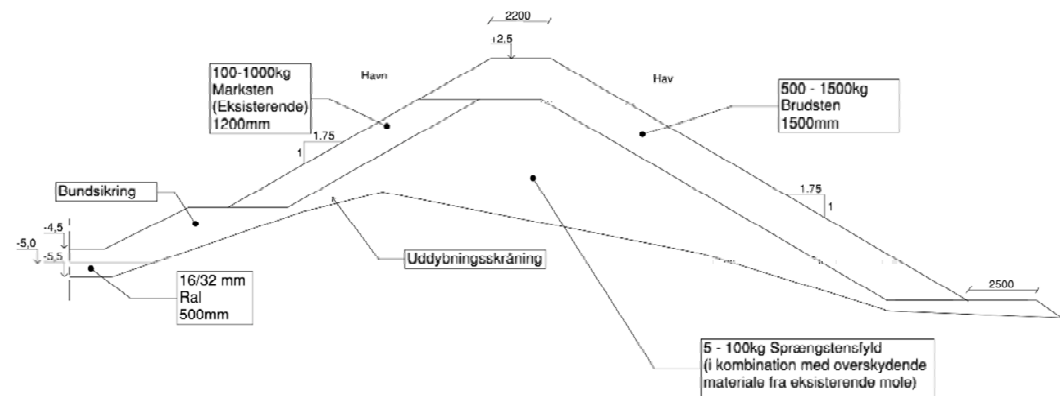 2200
+2,5
100-1000kg
Marksten
(Eksisterende)
1200mm
Havn
Hav
500 - 1500kg
Brudsten
1500mm
1.75
1
1.75
1
Bundsikring
-4,5
-5,0
-5,5
Uddybningsskråning
16/32 mm
Ral
500mm
2500
5 - 100kg Sprængstensfyld
(i kombination med overskydende
materiale fra eksisterende mole)